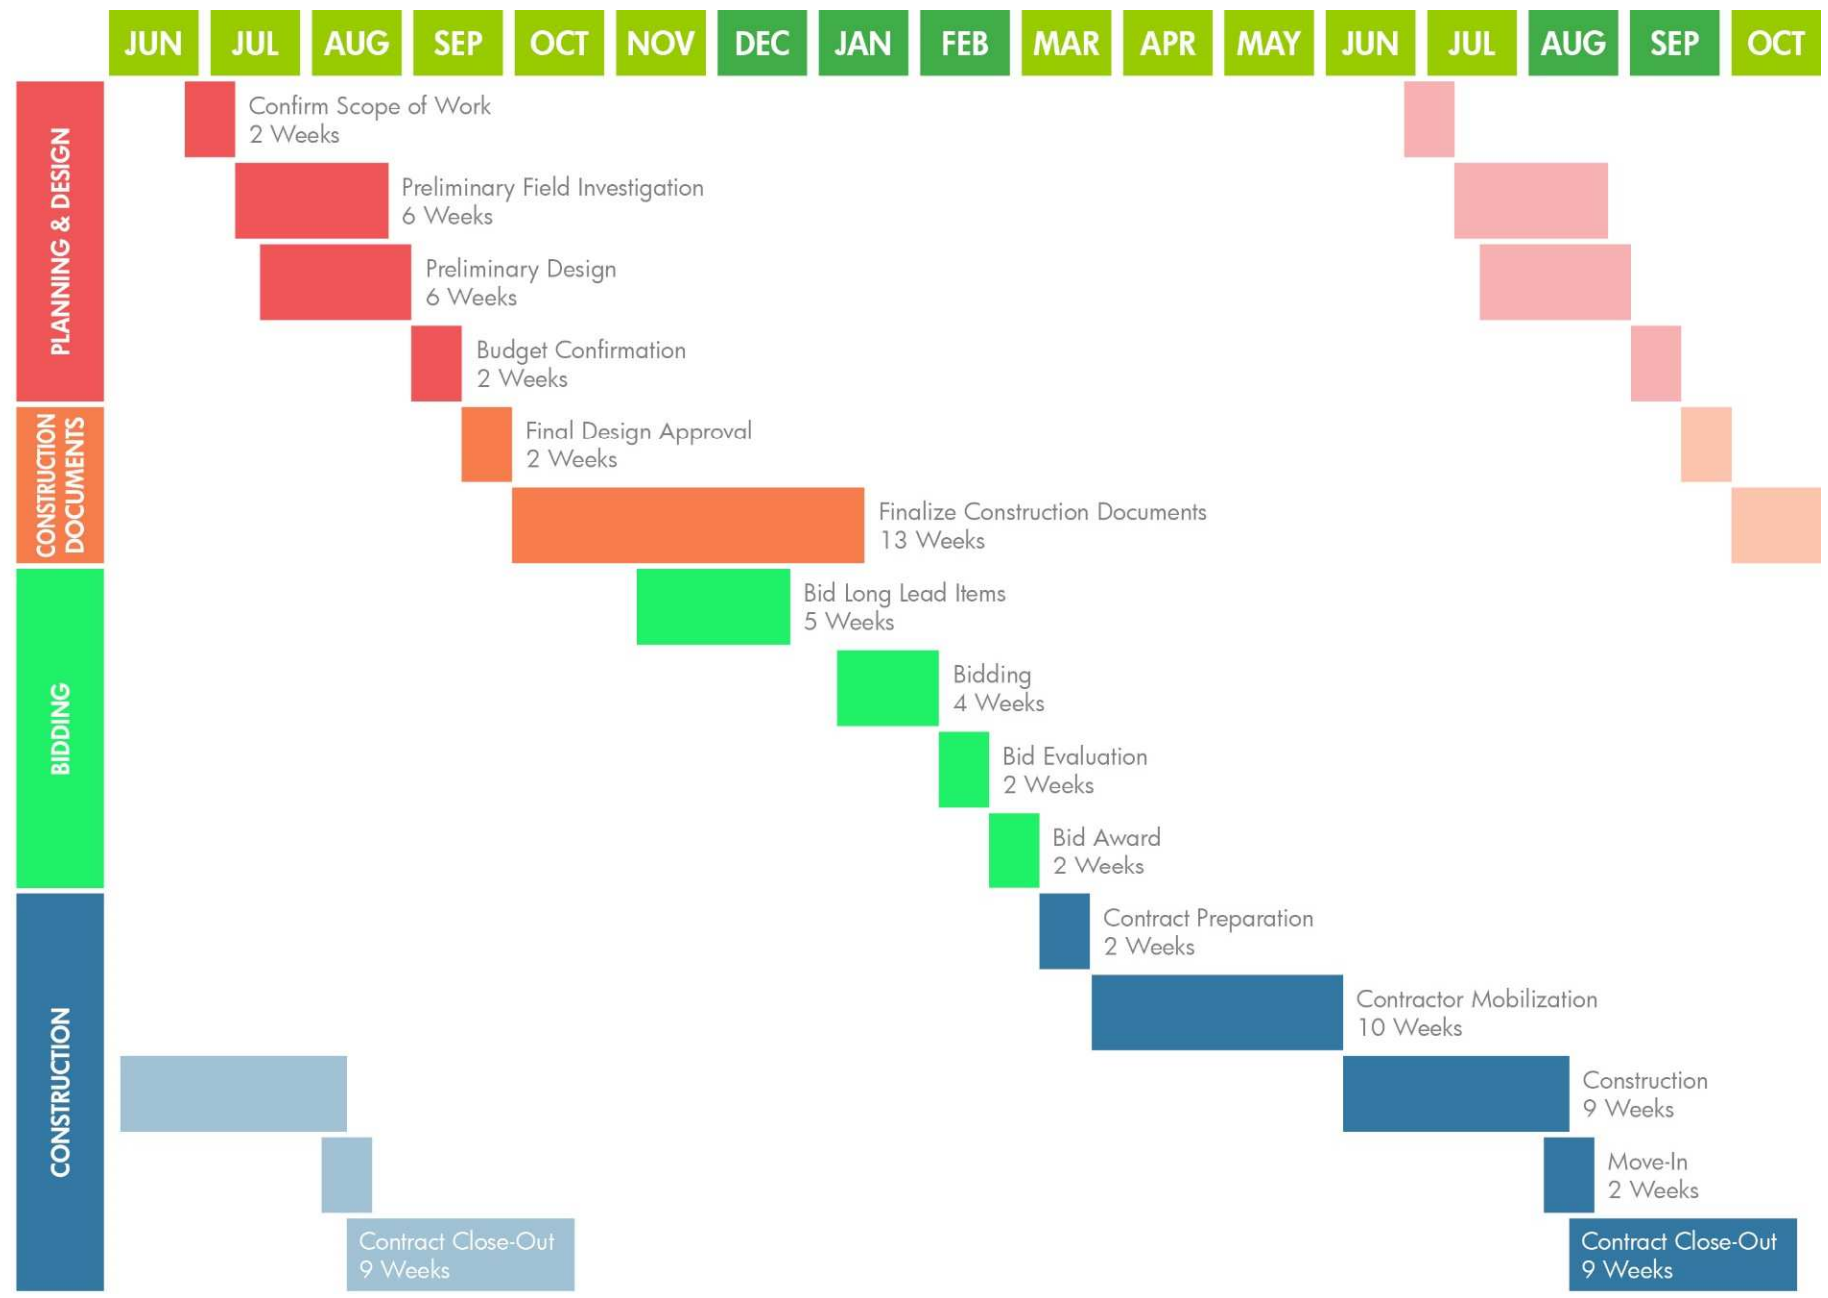 JUN JUL AUG SEP OCT NOV DEC JAN FEB MAR APR MAY JUN JUL AUG SEP OCT
PLANNING & DESIGN
Confirm Scope of Work
2 Weeks
Preliminary Field Investigation
6 Weeks
Preliminary Design
6 Weeks
Budget Confirmation
2 Weeks
CONSTRUCTION
DOCUMENTS
Final Design Approval
2 Weeks
Finalize Construction Documents
13 Weeks
BIDDING
Bid Long Lead Items
5 Weeks
Bidding
4 Weeks
Bid Evaluation
2 Weeks
Bid Award
2 Weeks
CONSTRUCTION
Contract Preparation
2 Weeks
Contractor Mobilization
10 Weeks
Construction
9 Weeks
Move-In
2 Weeks
Contract Close-Out
9 Weeks
Contract Close-Out
9 Weeks